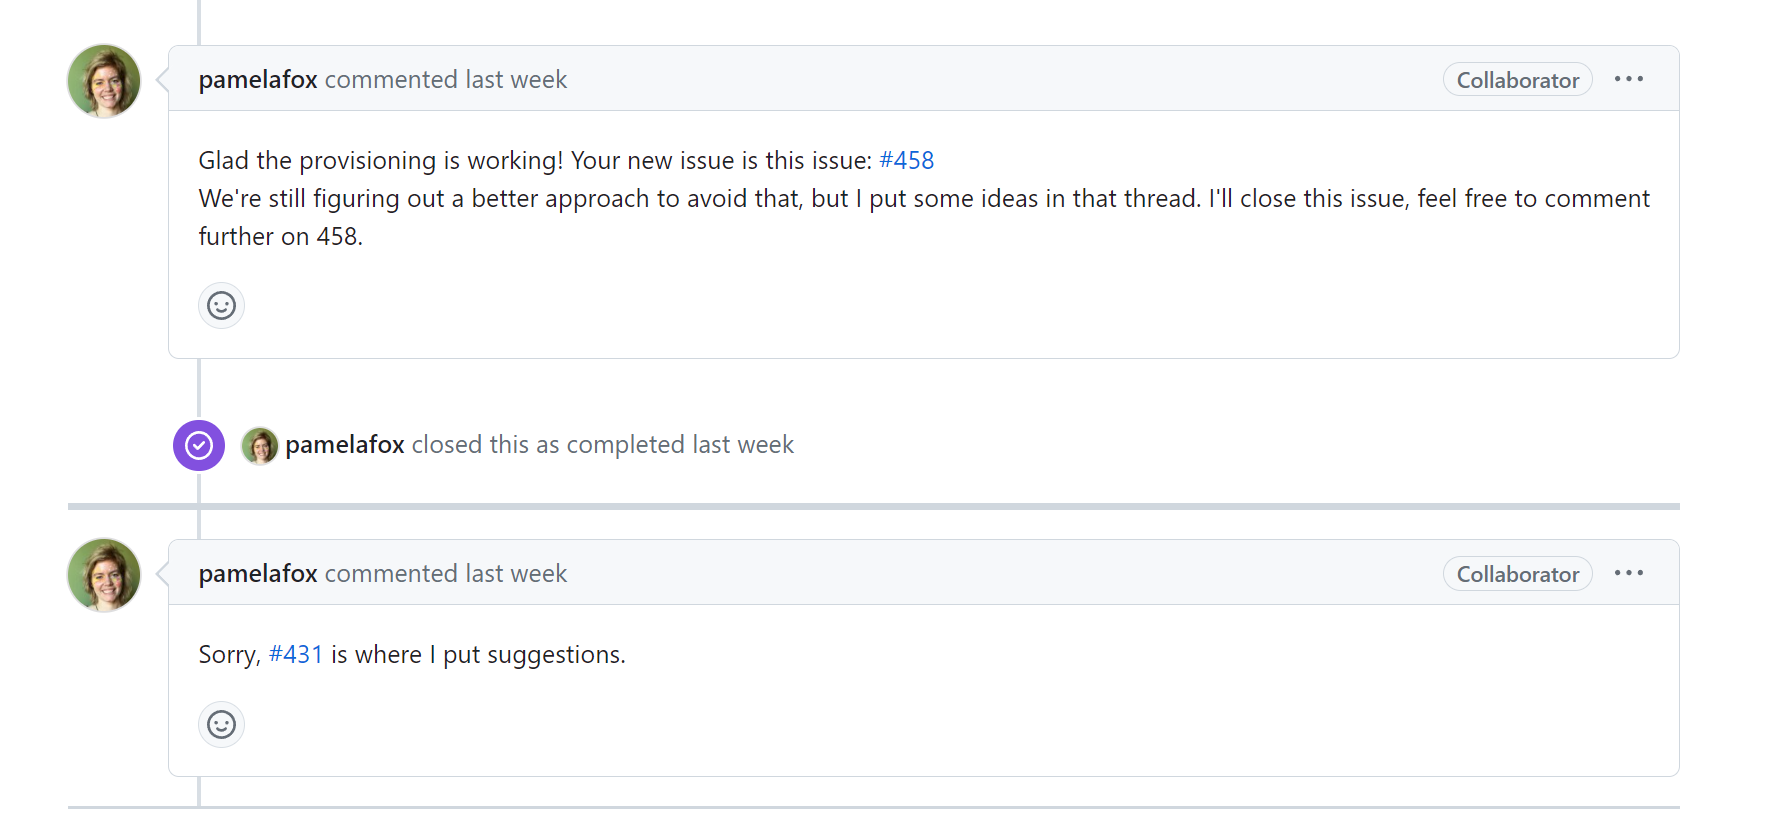 pamelafox commented last week
Collaborator
Glad the provisioning is working! Your new issue is this issue: #458
We're still figuring out a better approach to avoid that, but I put some ideas in that thread. I'll close this issue, feel free to comment
further on 458.
pamelafox closed this as completed last week
pamelafox commented last week
Collaborator
Sorry, #431 is where I put suggestions.